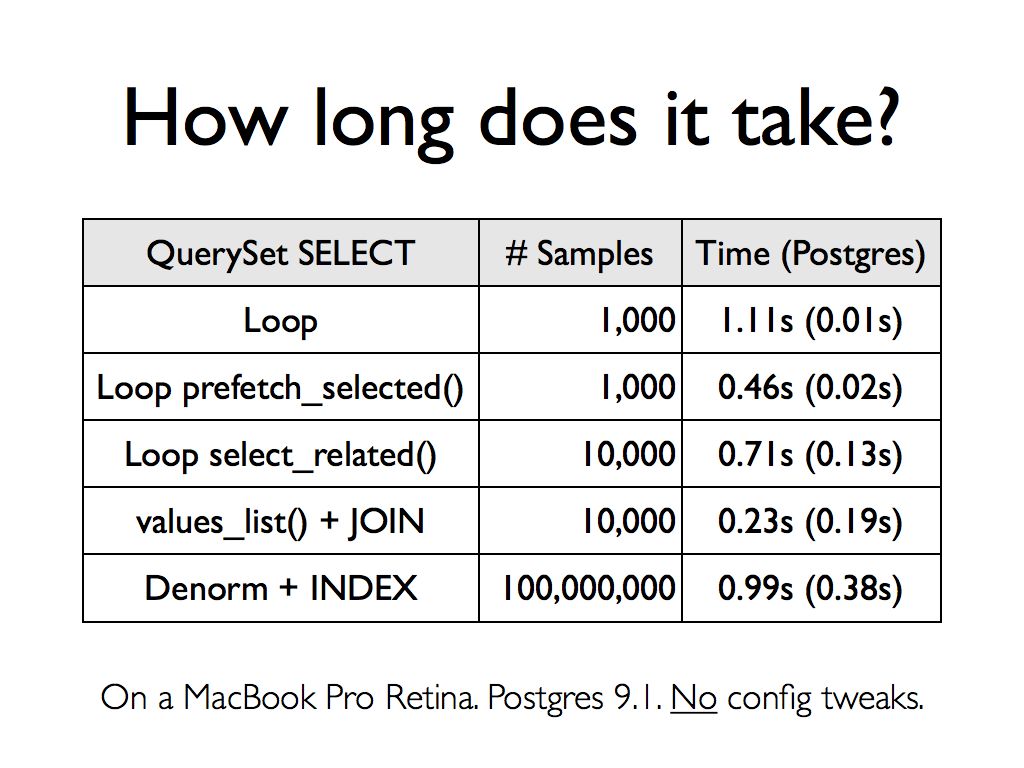 How long does it take?
QuerySet SELECT # Samples Time (Postgres)
Loop 1,000 1.11s (0.01s)
Loop prefetch_selected() 1,000 0.46s (0.02s)
Loop select_related() 10,000 0.71s (0.13s)
values_list() + JOIN 10,000 0.23s (0.19s)
Denorm + INDEX 100,000,000 0.99s (0.38s)
On a MacBook Pro Retina. Postgres 9.1. No config tweaks.